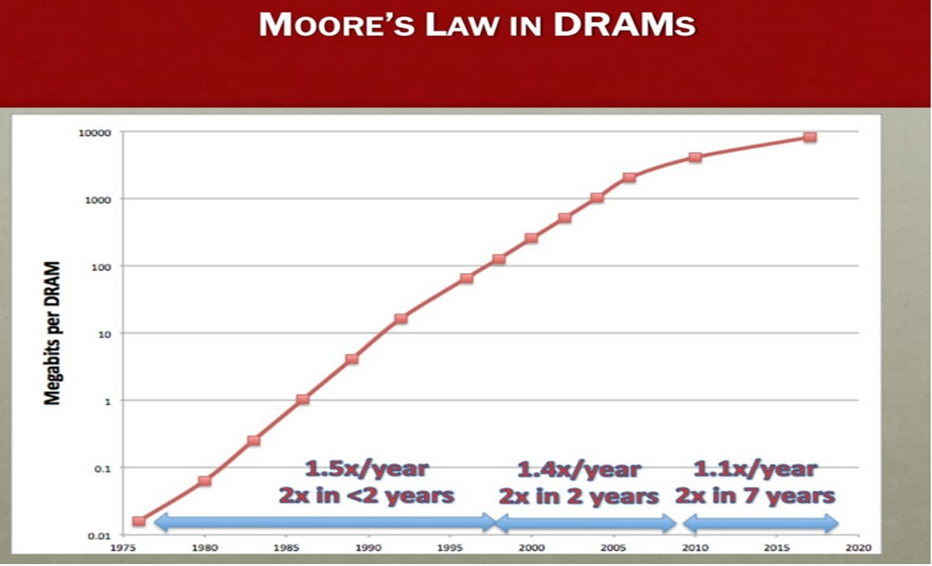 MOORE'S LAW IN DRAMS
10000
1000
100
10
1
0.1
0.01
Megabits per DRAM
1.5x/year
2x in <2 years
1.4x/year
2x in 2 years
1.1x/year
2x in 7 years
1975 1980 1985 1990 1995 2000 2005 2010 2015 2020